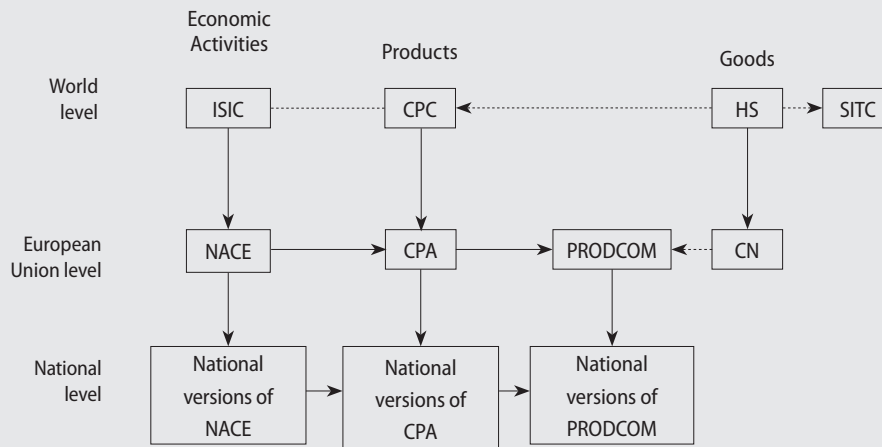 Economic
Activities
Products
Goods
World
level
ISIC
CPC
HS
SITC
European
Union level
NACE
CPA
PRODCOM
CN
National
level
National
versions of
NACE
National
versions of
CPA
National
versions of
PRODCOM